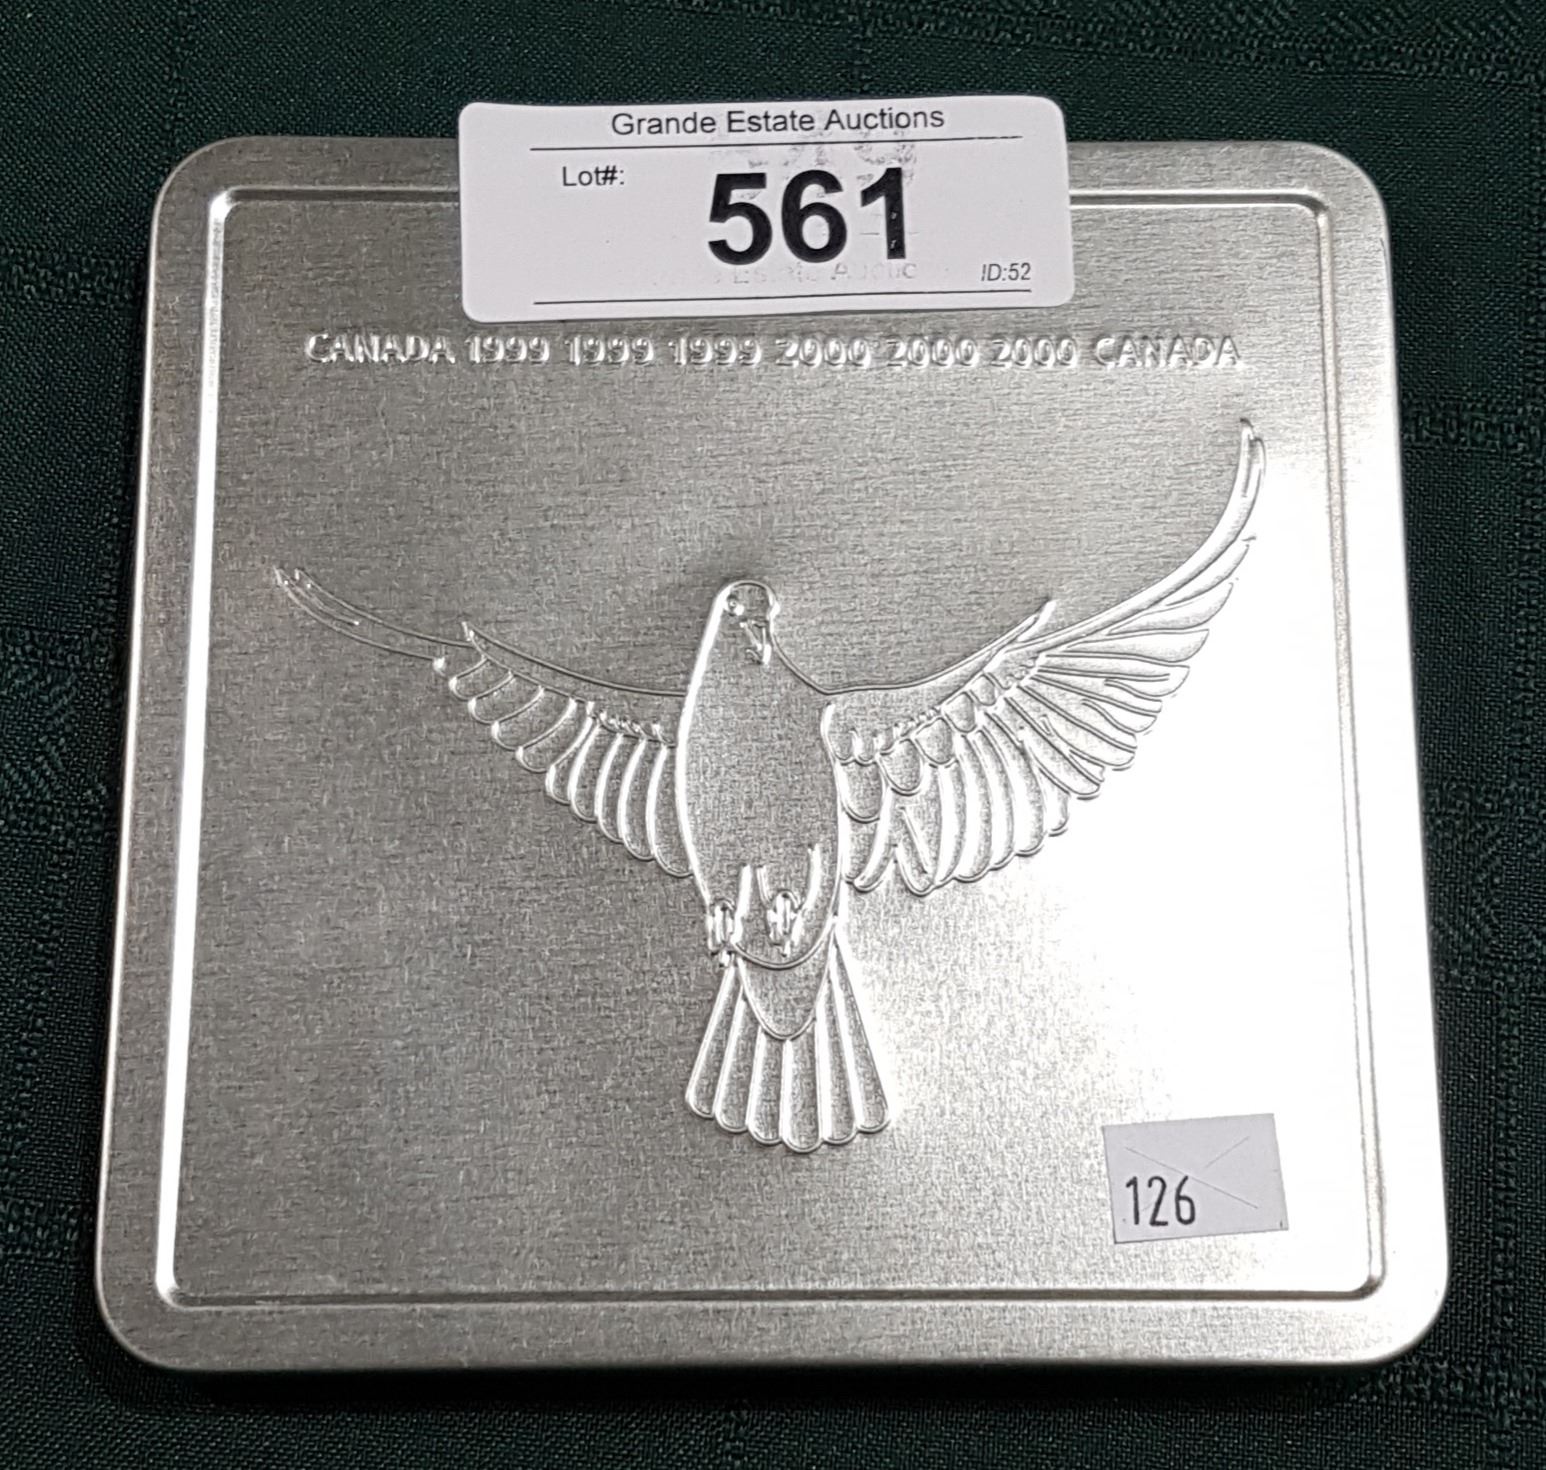 Grande Estate Auctions
Lot#:
561
ID:52
CANADA 1999 1999 1999 2000 2000 2000 CANADA
126